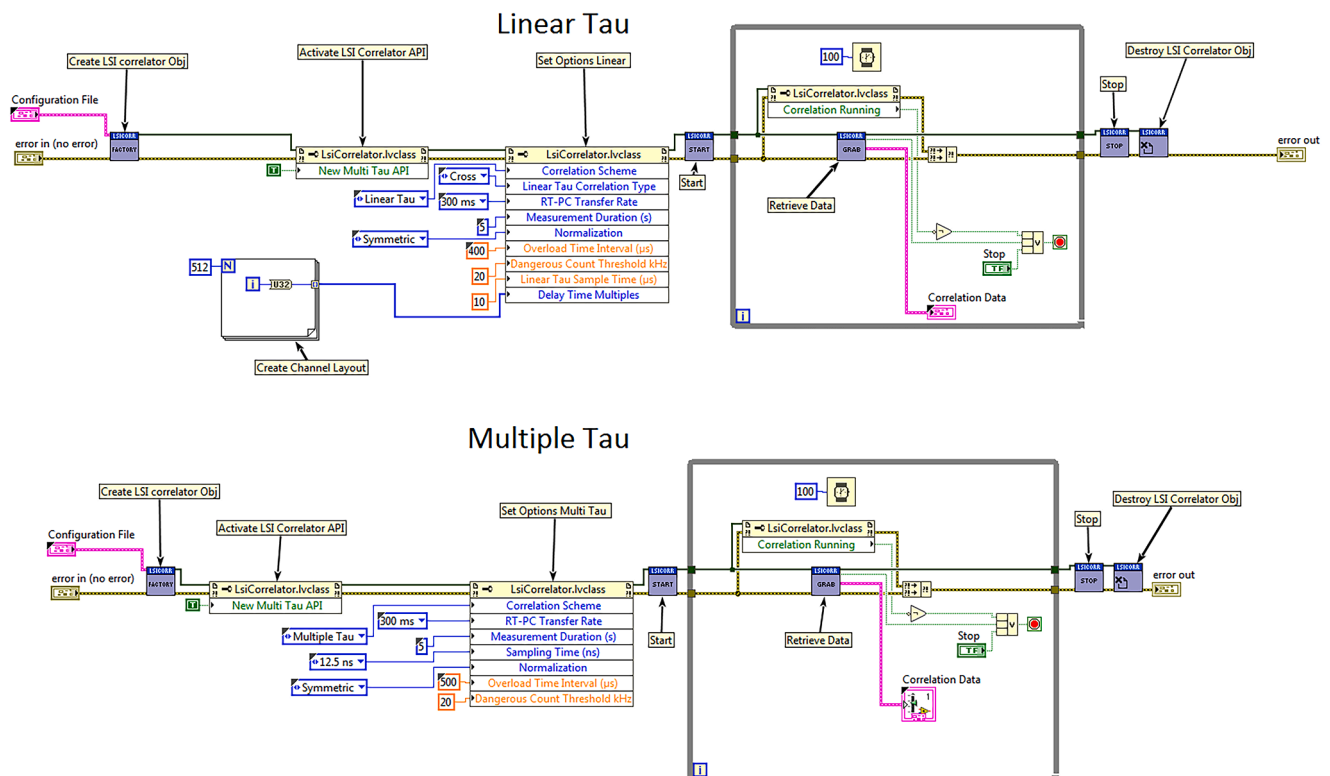 Linear Tau
Create LSI correlator Obj
Activate LSI Correlator API
Set Options Linear
Destroy LSI Correlator Obj
Stop
100
Configuration File
error in (no error)
LSICORR
FACTORY
LsiCorrelator.lvclass
New Multi Tau API
T
LsiCorrelator.lvclass
Correlation Scheme
Linear Tau Correlation Type
RT-PC Transfer Rate
Measurement Duration (s)
Normalization
Overload Time Interval (µs)
Dangerous Count Threshold kHz
Linear Tau Sample Time (µs)
Delay Time Multiples
Cross
Linear Tau
300 ms
5
Symmetric
400
20
10
512
N
i
U32
Create Channel Layout
LSICORR
START
Start
LsiCorrelator.lvclass
Correlation Running
LSICORR
GRAB
Retrieve Data
Stop
TF
V
Correlation Data
i
LSICORR
STOP
LSICORR
error out
Multiple Tau
Create LSI correlator Obj
Activate LSI Correlator API
Set Options Multi Tau
Destroy LSI Correlator Obj
Stop
100
Configuration File
error in (no error)
LSICORR
FACTORY
LsiCorrelator.lvclass
New Multi Tau API
T
LsiCorrelator.lvclass
Correlation Scheme
RT-PC Transfer Rate
Measurement Duration (s)
Sampling Time (ns)
Normalization
Overload Time Interval (µs)
Dangerous Count Threshold kHz
300 ms
Multiple Tau
5
12.5 ns
Symmetric
500
20
LSICORR
START
Start
LsiCorrelator.lvclass
Correlation Running
LSICORR
GRAB
Retrieve Data
Stop
TF
V
Correlation Data
1
i
LSICORR
STOP
LSICORR
error out